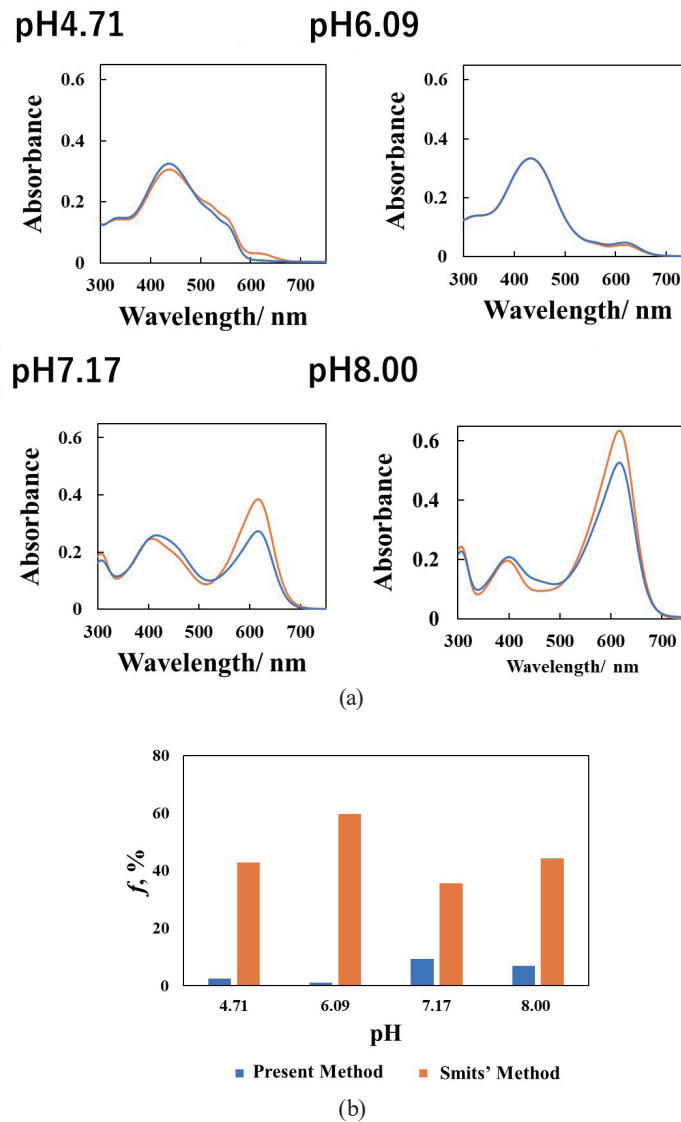 pH4.71
pH6.09
0.6
0.4
0.2
0
Absorbance
300 400 500 600 700
Wavelength/ nm
0.6
0.4
0.2
0
Absorbance
300 400 500 600 700
Wavelength/ nm
pH7.17
pH8.00
0.6
0.4
0.2
0
Absorbance
300 400 500 600 700
Wavelength/ nm
0.6
0.4
0.2
0
Absorbance
300 400 500 600 700
Wavelength/ nm
(a)
80
60
40
20
0
f, %
4.71 6.09 7.17 8.00
pH
Present Method Smits’ Method
(b)